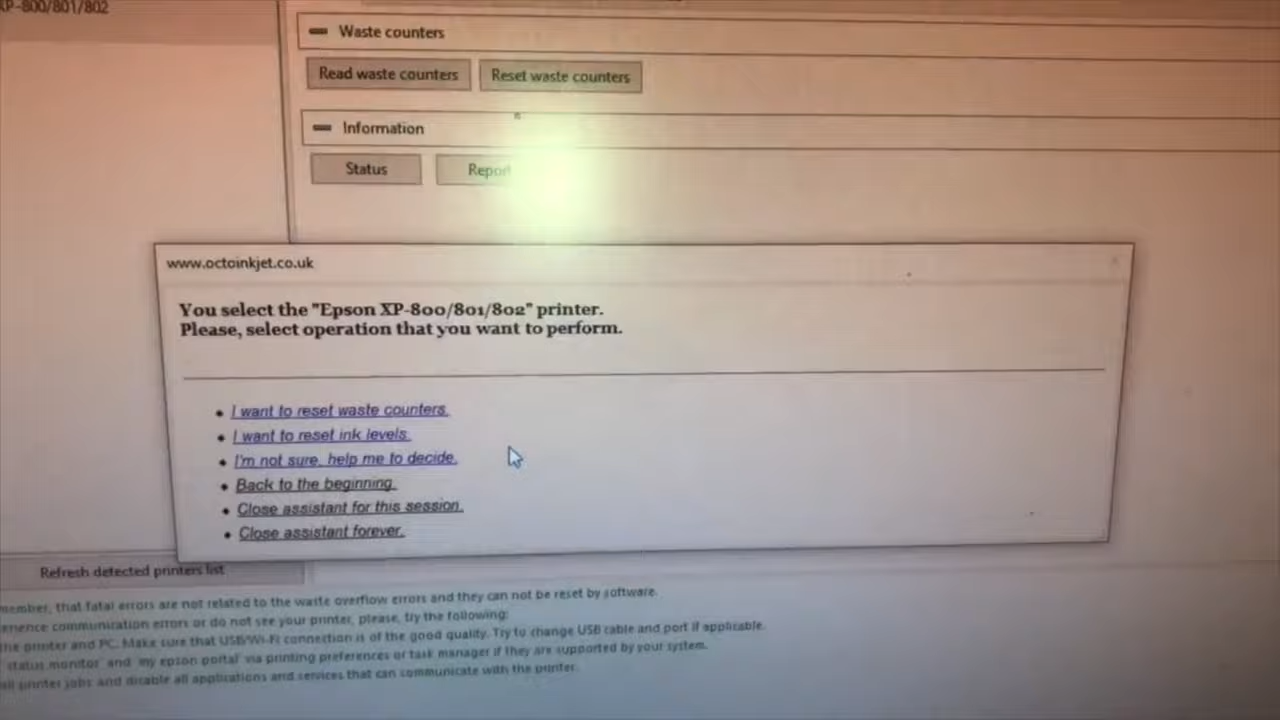 XP-800/801/802
Waste counters
Read waste counters
Reset waste counters
Information
Status
Report
www.octoinkjet.co.uk
You select the "Epson XP-800/801/802" printer.
Please, select operation that you want to perform.
I want to reset waste counters.
I want to reset ink levels.
I'm not sure, help me to decide.
Back to the beginning.
Close assistant for this session.
Close assistant forever.
Refresh detected printers list
that fatal errors are not related to the waste overflow errors and they can not be reset by software.
communication errors or do not see your printer, please, try the following:
the printer and PC. Make sure that USB/Wi-Fi connection is of the good quality. Try to change USB cable and port if applicable.
status monitor' and 'my epson portal' via printing preferences or task manager if they are supported by your system.
printer jobs and disable all applications and services that can communicate with the printer.